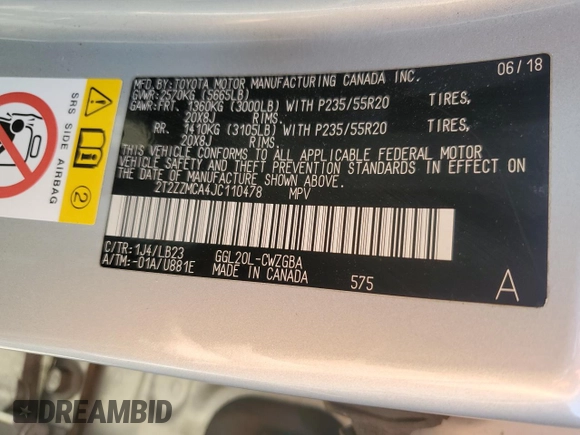 MFD.BY:TOYOTA MOTOR MANUFACTURING CANADA INC. 06/18
GVWR:2570KG (5665LB)
GAWR:FRT. 1360KG (3000LB) WITH P235/55R20 TIRES,
20X8J RIMS.
RR. 1410KG (3105LB) WITH P235/55R20 TIRES,
20X8J RIMS.
THIS VEHICLE CONFORMS TO ALL APPLICABLE FEDERAL MOTOR
VEHICLE SAFETY AND THEFT PREVENTION STANDARDS IN EFFECT ON
THE DATE OF MANUFACTURE SHOWN ABOVE.
2T2ZZMCA4JC110478 MPV
C/TR:1J4/LB23 GGL20L-CWZGBA
A/TM:-01A/U881E MADE IN CANADA 575 A
SRS SIDE AIRBAG
2
DREAMBID